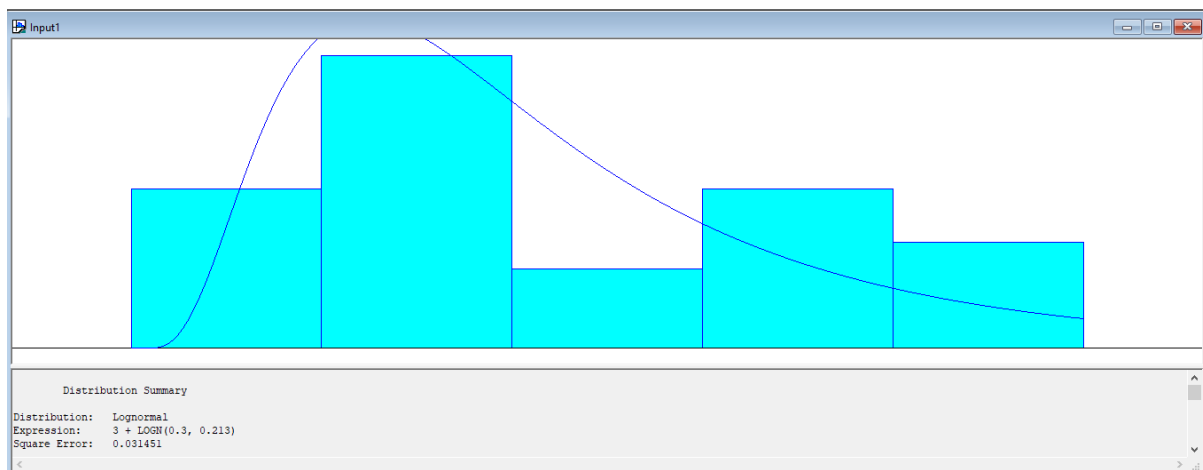 Input1
Distribution Summary
Distribution: Lognormal
Expression: 3 + LOGN(0.3, 0.213)
Square Error: 0.031451